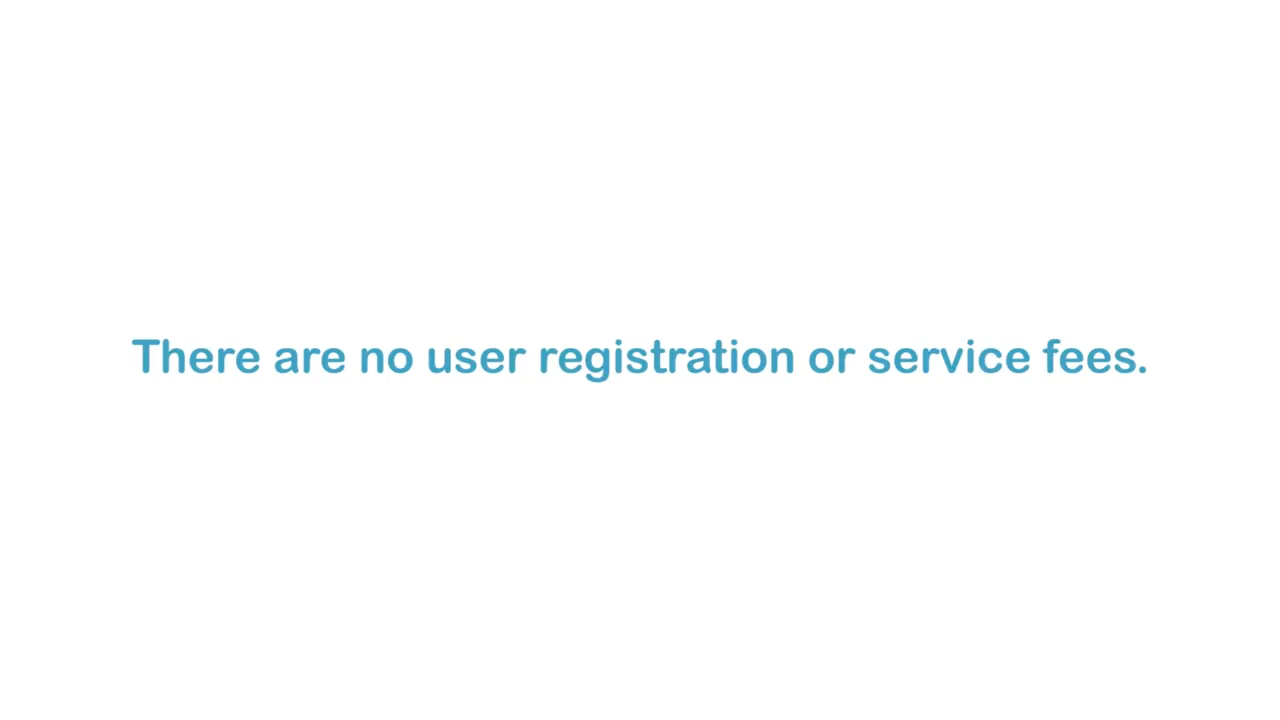 There are no user registration or service fees.